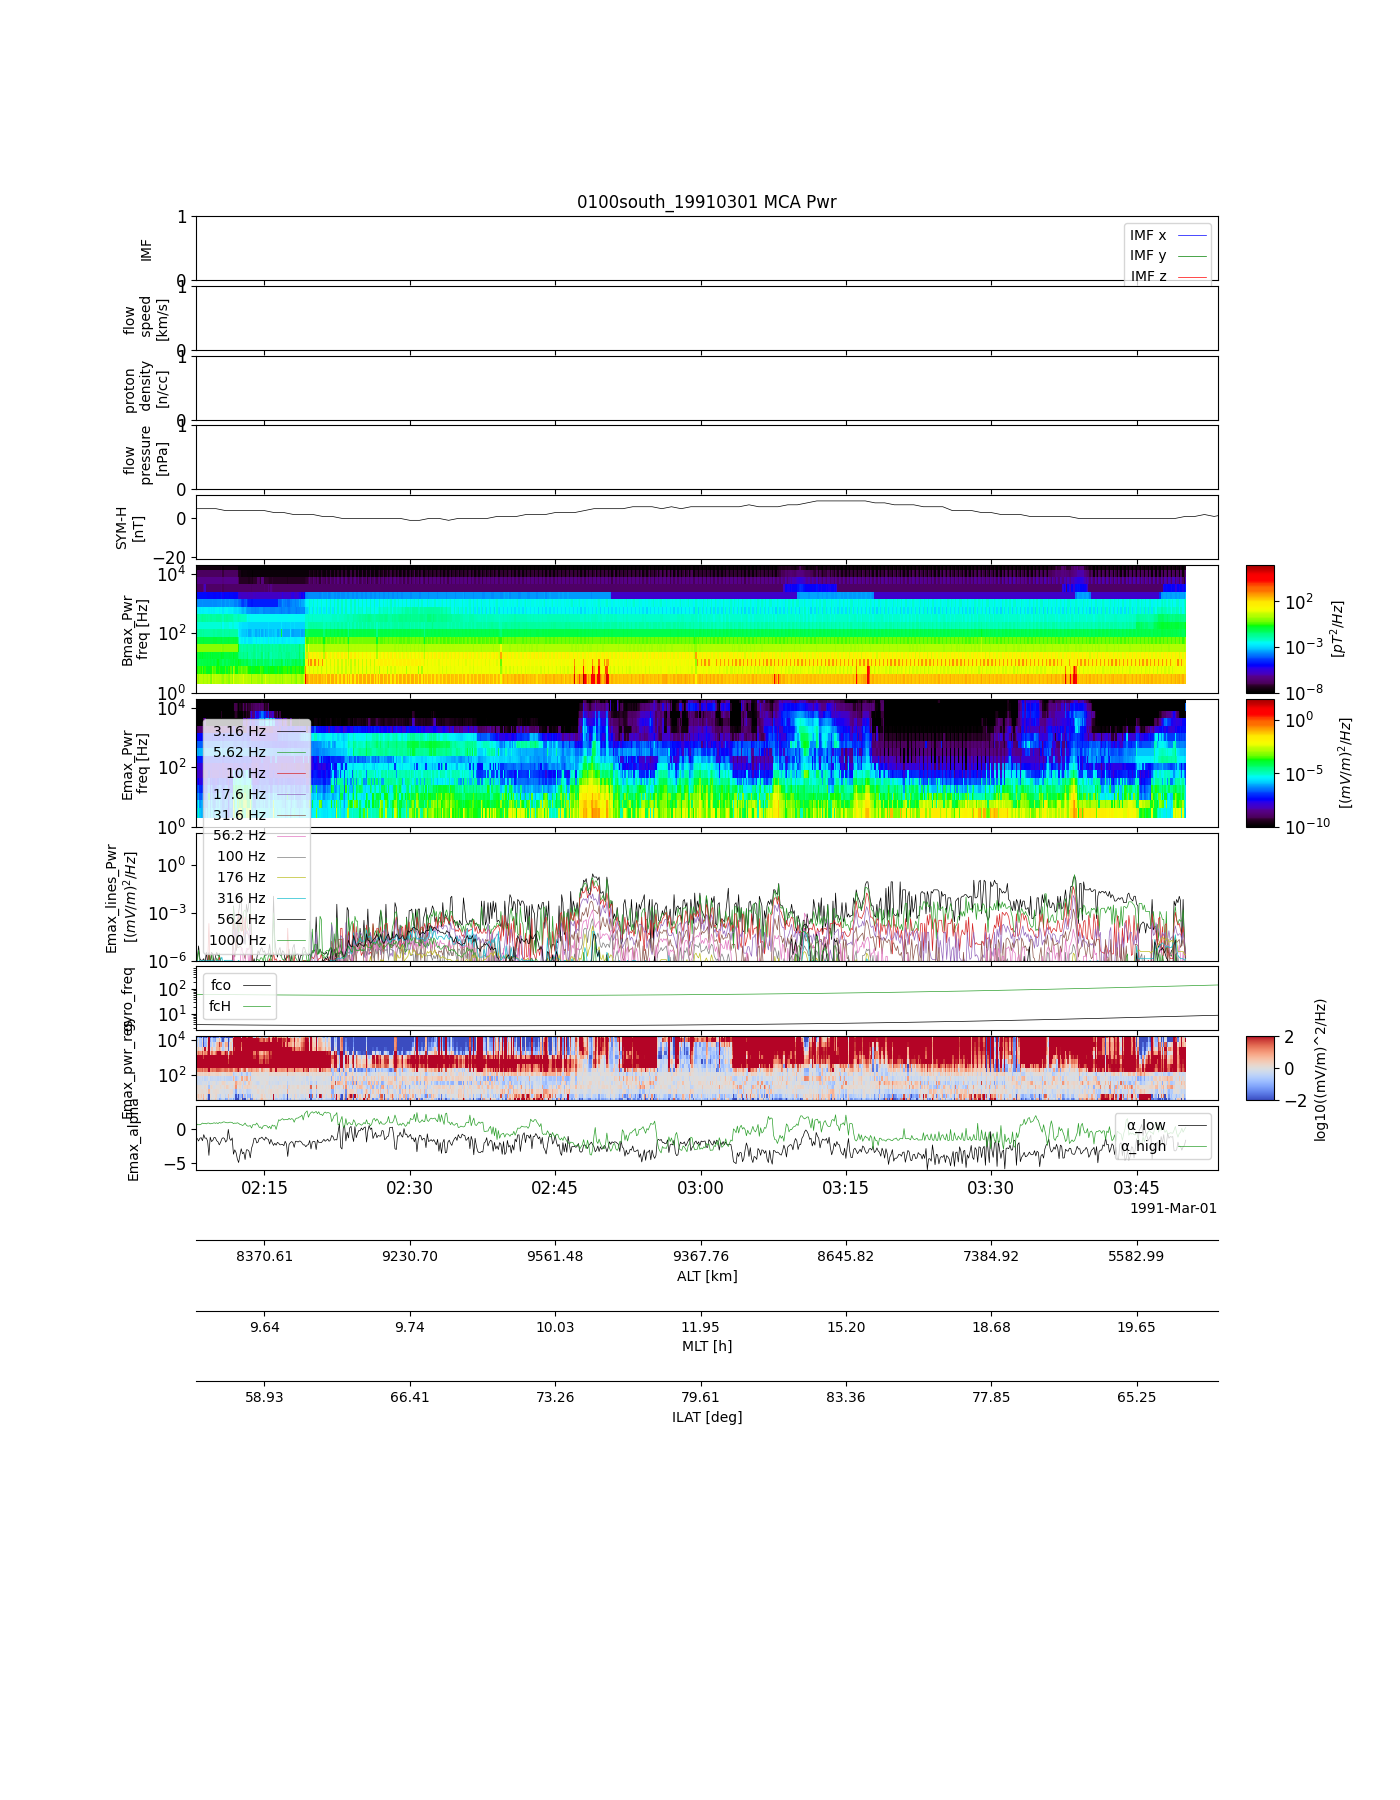 0100south_19910301 MCA Pwr
IMF
1
0
IMF x
IMF y
IMF z
flow
speed
[km/s]
1
0
proton
density
[n/cc]
1
0
flow
pressure
[nPa]
1
0
SYM-H
[nT]
0
−20
Bmax_Pwr
freq [Hz]
10^4
10^2
10^0
10^2
10^−3
10^−8
[pT^2/Hz]
Emax_Pwr
freq [Hz]
10^4
10^2
10^0
10^0
10^−5
10^−10
[(mV/m)^2/Hz]
3.16 Hz
5.62 Hz
10 Hz
17.6 Hz
31.6 Hz
56.2 Hz
100 Hz
176 Hz
316 Hz
562 Hz
1000 Hz
Emax_lines_Pwr
[(mV/m)^2/Hz]
10^0
10^−3
10^−6
gyro_freq
10^2
10^1
fco
fcH
Emax_pwr_reg
10^4
10^2
2
0
−2
log10((mV/m)^2/Hz)
Emax_alpha
0
−5
α_low
α_high
02:15 02:30 02:45 03:00 03:15 03:30 03:45
1991-Mar-01
8370.61 9230.70 9561.48 9367.76 8645.82 7384.92 5582.99
ALT [km]
9.64 9.74 10.03 11.95 15.20 18.68 19.65
MLT [h]
58.93 66.41 73.26 79.61 83.36 77.85 65.25
ILAT [deg]